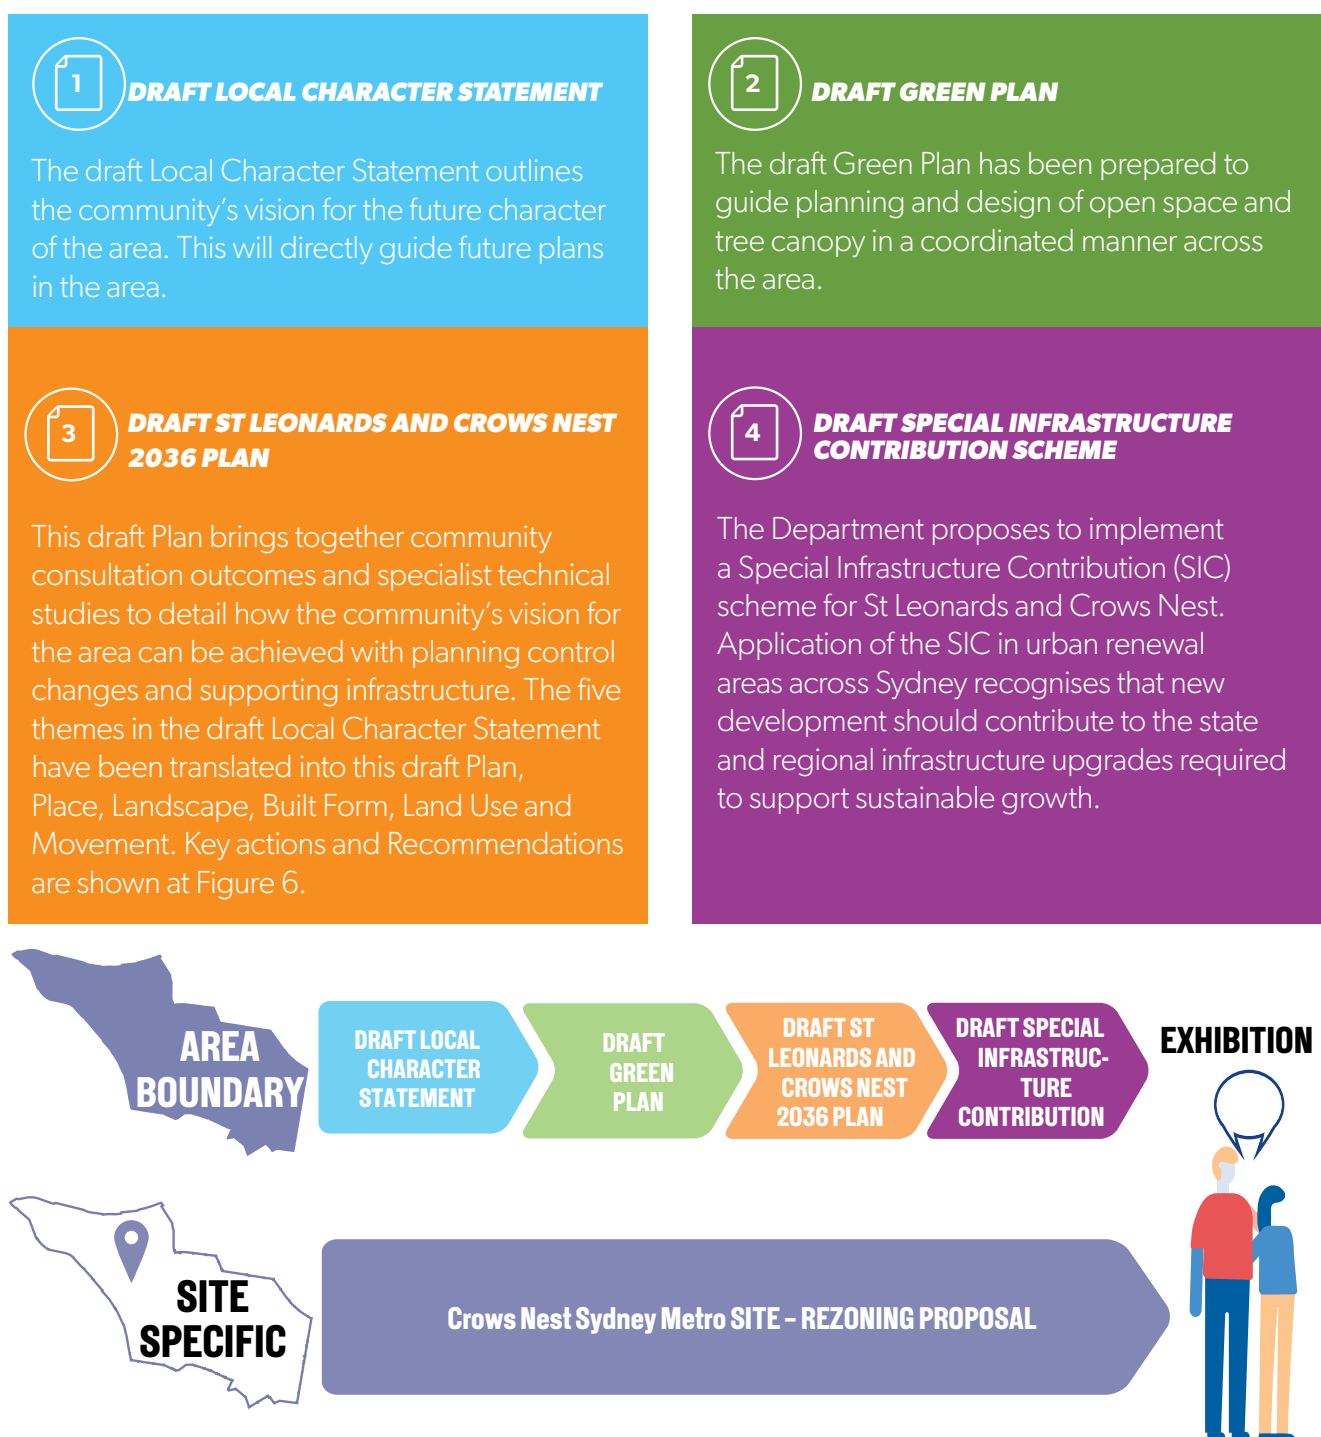 1
DRAFT LOCAL CHARACTER STATEMENT
The draft Local Character Statement outlines
the community’s vision for the future character
of the area. This will directly guide future plans
in the area.
2
DRAFT GREEN PLAN
The draft Green Plan has been prepared to
guide planning and design of open space and
tree canopy in a coordinated manner across
the area.
3
DRAFT ST LEONARDS AND CROWS NEST
2036 PLAN
This draft Plan brings together community
consultation outcomes and specialist technical
studies to detail how the community’s vision for
the area can be achieved with planning control
changes and supporting infrastructure. The five
themes in the draft Local Character Statement
have been translated into this draft Plan,
Place, Landscape, Built Form, Land Use and
Movement. Key actions and Recommendations
are shown at Figure 6.
4
DRAFT SPECIAL INFRASTRUCTURE
CONTRIBUTION SCHEME
The Department proposes to implement
a Special Infrastructure Contribution (SIC)
scheme for St Leonards and Crows Nest.
Application of the SIC in urban renewal
areas across Sydney recognises that new
development should contribute to the state
and regional infrastructure upgrades required
to support sustainable growth.
AREA
BOUNDARY
DRAFT LOCAL
CHARACTER
STATEMENT
DRAFT
GREEN
PLAN
DRAFT ST
LEONARDS AND
CROWS NEST
2036 PLAN
DRAFT SPECIAL
INFRASTRUC-
TURE
CONTRIBUTION
EXHIBITION
SITE
SPECIFIC
Crows Nest Sydney Metro SITE – REZONING PROPOSAL